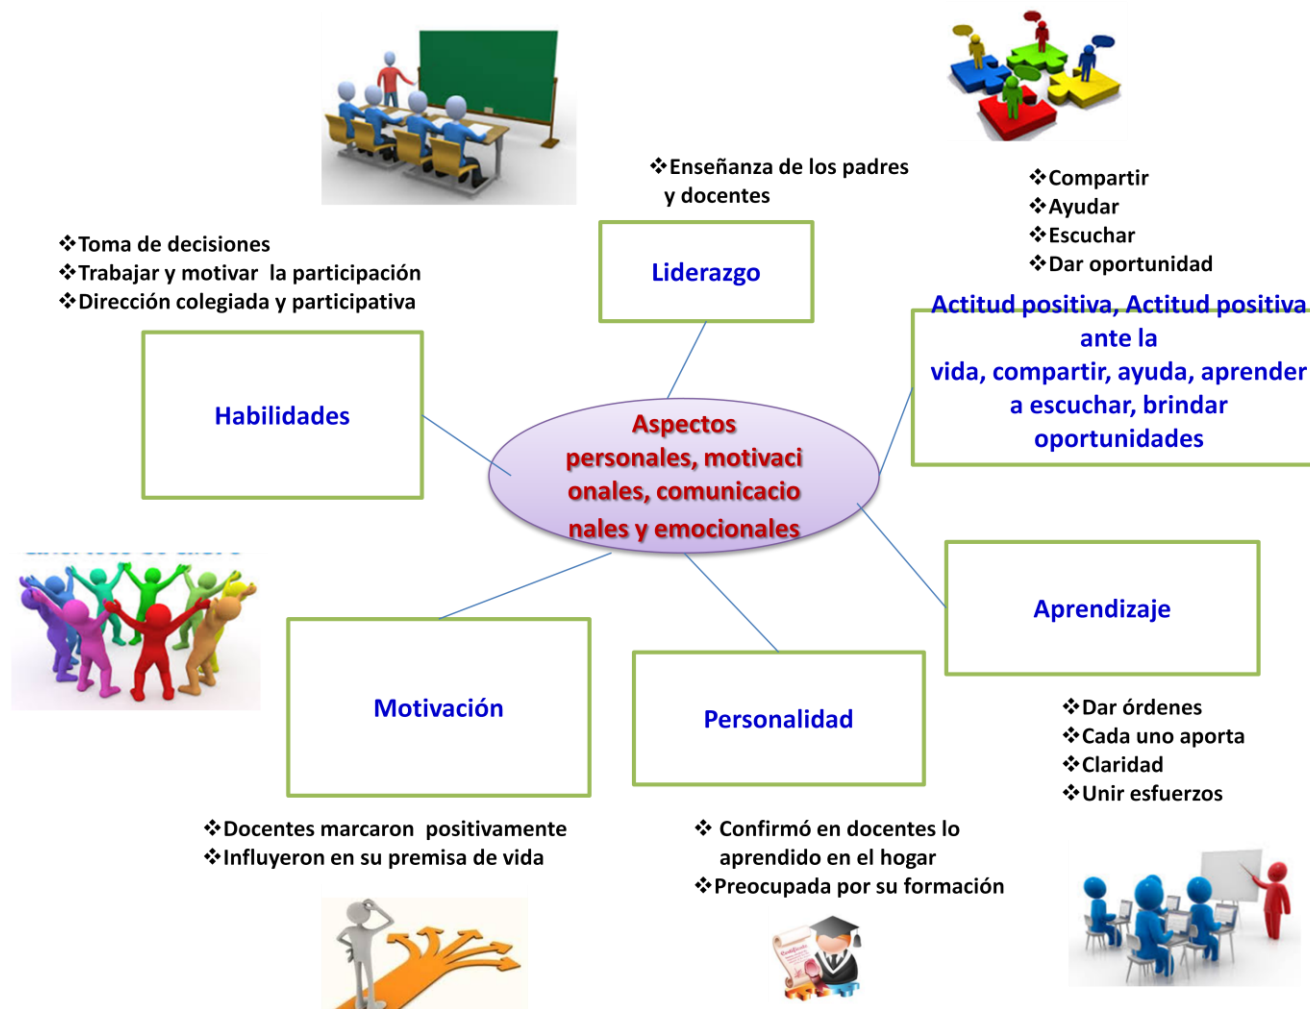 ❖Enseñanza de los padres
y docentes
❖Compartir
❖Ayudar
❖Escuchar
❖Dar oportunidad
❖Toma de decisiones
❖Trabajar y motivar la participación
❖Dirección colegiada y participativa
Liderazgo
Actitud positiva, Actitud positiva
ante la
vida, compartir, ayuda, aprender
a escuchar, brindar
oportunidades
Habilidades
Aspectos
personales, motivaci
onales, comunicacio
nales y emocionales
Aprendizaje
Motivación
Personalidad
❖Dar órdenes
❖Cada uno aporta
❖Claridad
❖Unir esfuerzos
❖Docentes marcaron positivamente
❖Influyeron en su premisa de vida
❖ Confirmó en docentes lo
aprendido en el hogar
❖Preocupada por su formación